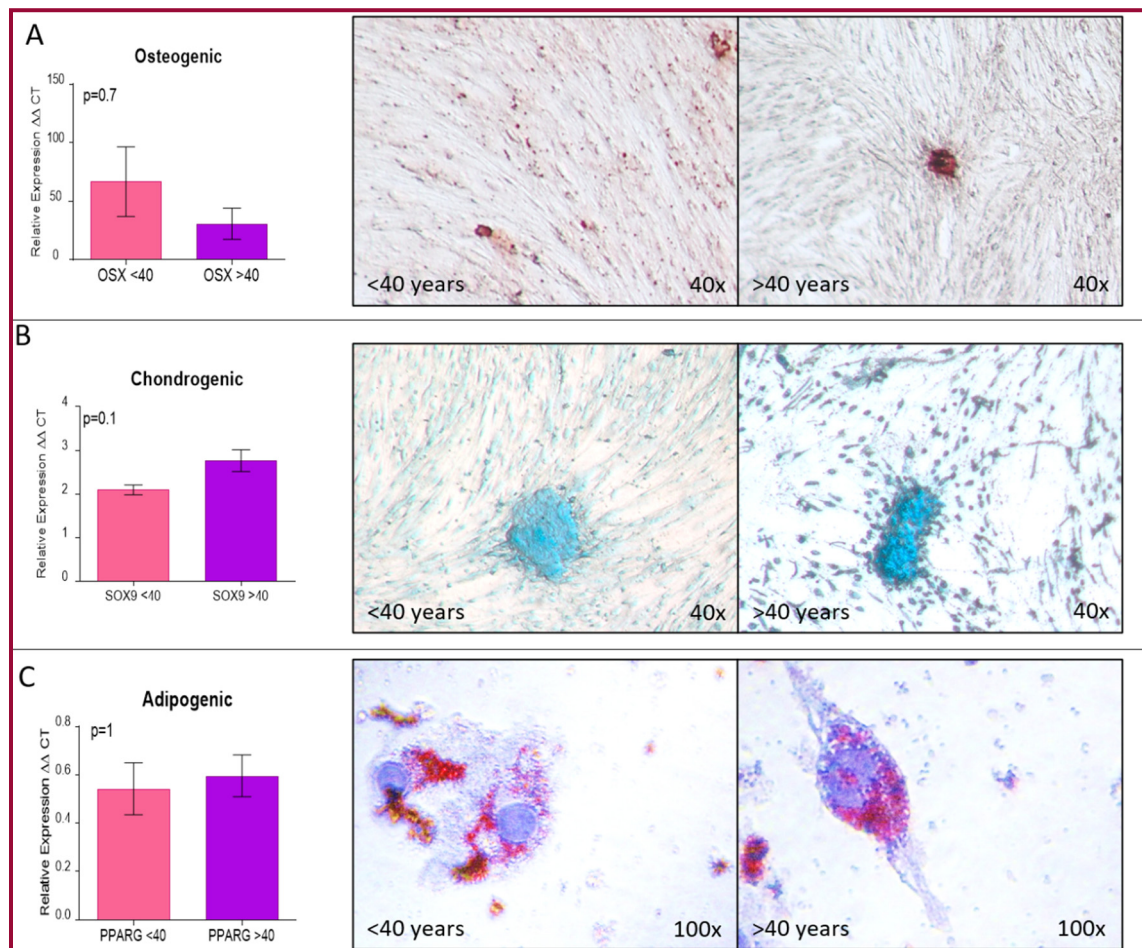 A
Osteogenic
Relative Expression ΔΔ CT
150
100
50
0
p=0.7
OSX <40
OSX >40
<40 years
40x
>40 years
40x
B
Chondrogenic
Relative Expression ΔΔ CT
4
3
2
1
0
p=0.1
SOX9 <40
SOX9 >40
<40 years
40x
>40 years
40x
C
Adipogenic
Relative Expression ΔΔ CT
0.8
0.6
0.4
0.2
0.0
p=1
PPARG <40
PPARG >40
<40 years
100x
>40 years
100x